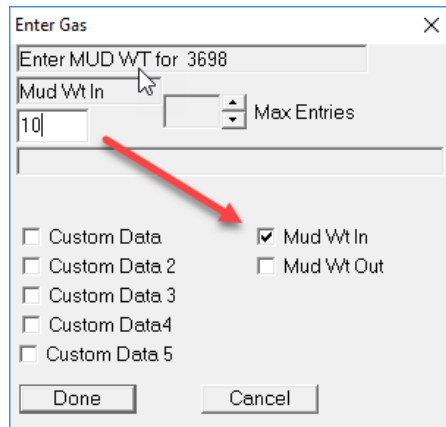 Enter Gas
Enter MUD WT for 3698
Mud Wt In
10
Max Entries
Custom Data
Mud Wt In
Custom Data 2
Mud Wt Out
Custom Data 3
Custom Data4
Custom Data 5
Done
Cancel